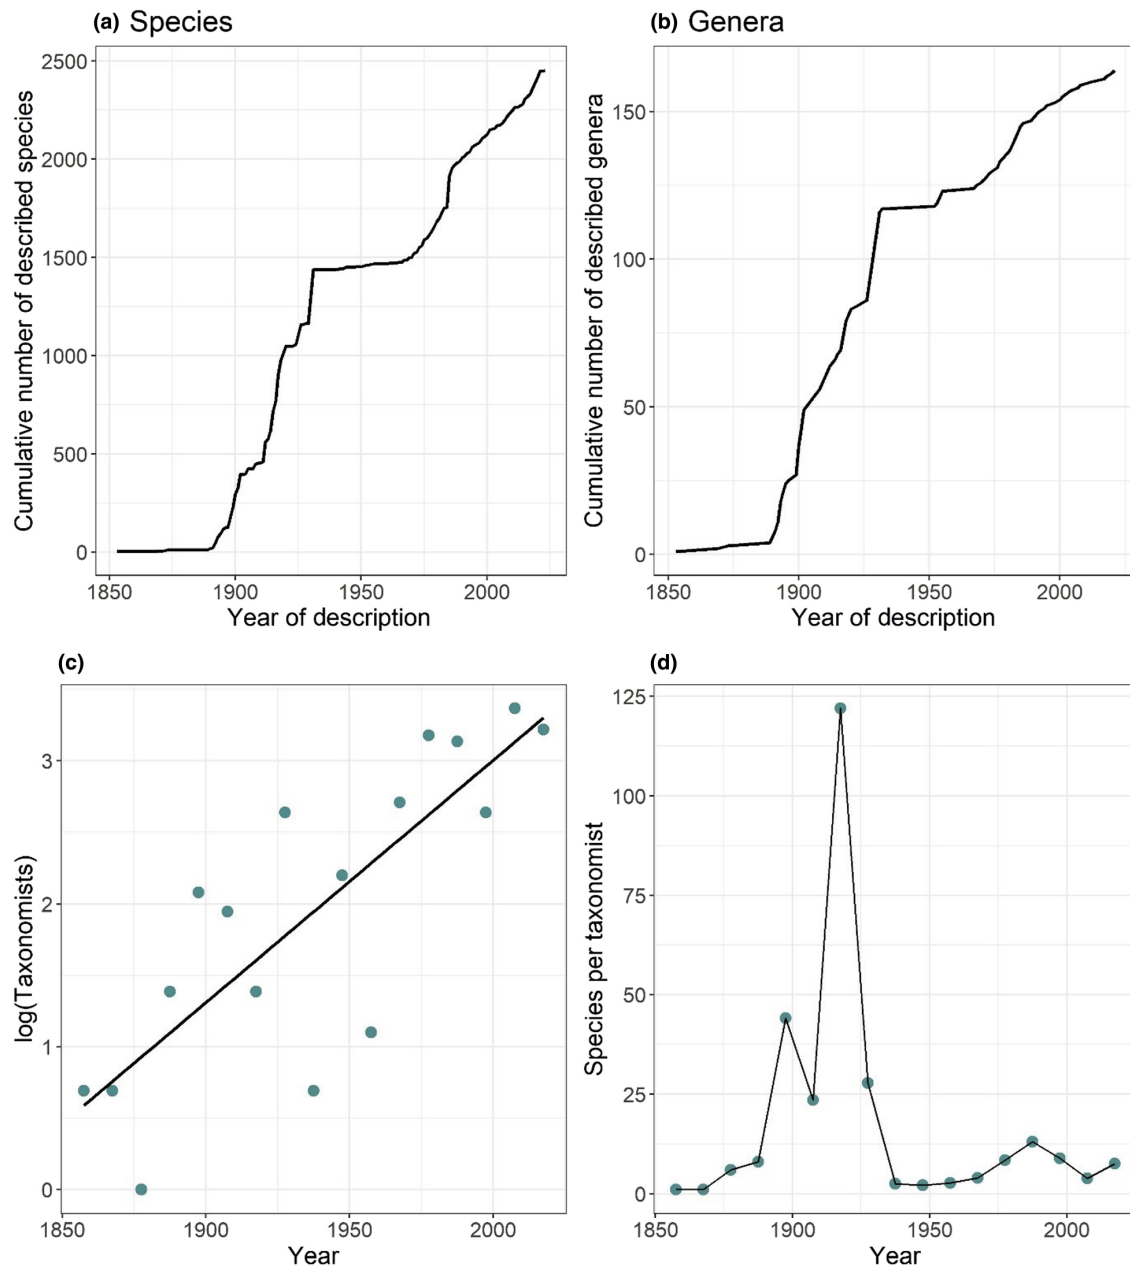 (a) Species
Cumulative number of described species
2500
2000
1500
1000
500
0
1850 1900 1950 2000
Year of description
(b) Genera
Cumulative number of described genera
150
100
50
0
1850 1900 1950 2000
Year of description
(c)
log(Taxonomists)
3
2
1
0
1850 1900 1950 2000
Year
(d)
Species per taxonomist
125
100
75
50
25
0
1850 1900 1950 2000
Year